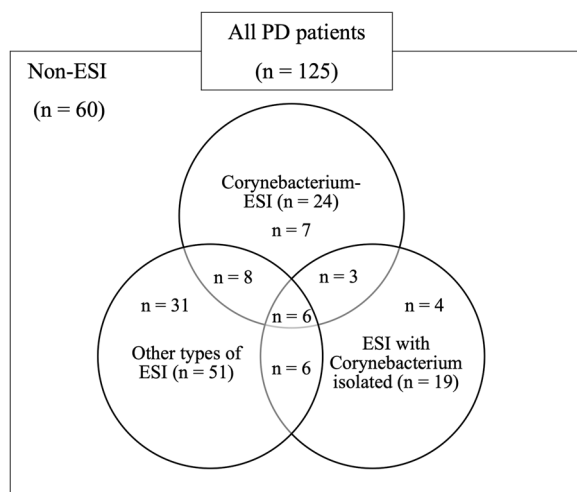 All PD patients
(n = 125)
Non-ESI
(n = 60)
Corynebacterium-
ESI (n = 24)
n = 7
n = 8
n = 3
n = 31
n = 6
n = 4
Other types of
ESI (n = 51)
n = 6
ESI with
Corynebacterium
isolated (n = 19)